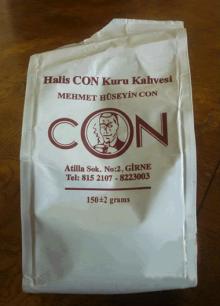 Halis CON Kuru Kahvesi
MEHMET HÜSEYİN CON
CON
Atilla Sok. No:2, GİRNE
Tel: 815 2107 - 8223003
150±2 grams